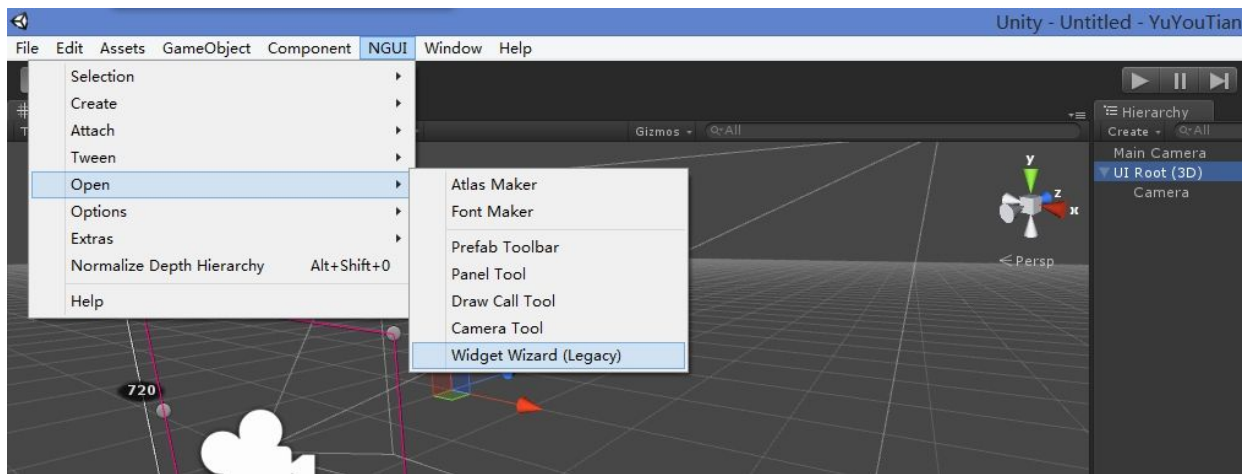 Unity - Untitled - YuYouTian
File Edit Assets GameObject Component NGUI Window Help
Selection
Create
Attach
Tween
Open
Options
Extras
Normalize Depth Hierarchy Alt+Shift+0
Help
Atlas Maker
Font Maker
Prefab Toolbar
Panel Tool
Draw Call Tool
Camera Tool
Widget Wizard (Legacy)
Gizmos All
y
z
x
Persp
720
Hierarchy
Create All
Main Camera
UI Root (3D)
Camera